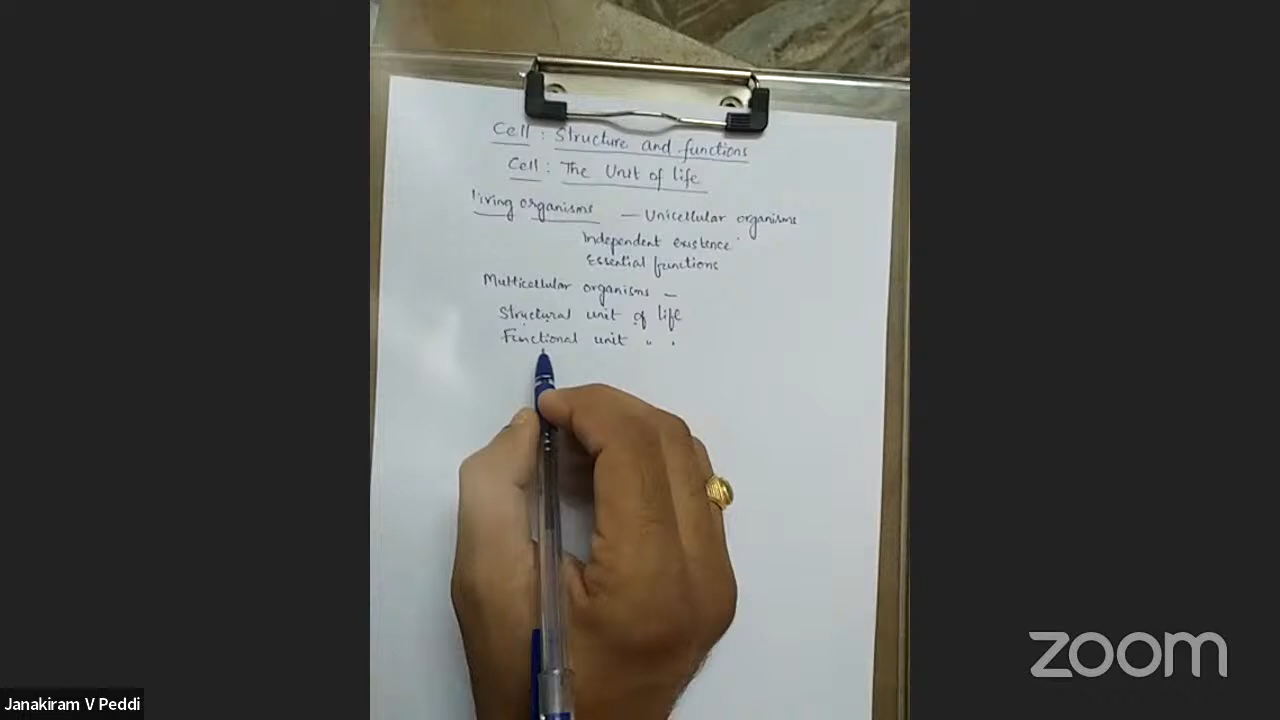 Cell : Structure and functions
Cell : The Unit of life
living organisms — Unicellular organisms
Independent existence
Essential functions
Multicellular organisms —
Structural unit of life
Functional unit " "
zoom
Janakiram V Peddi